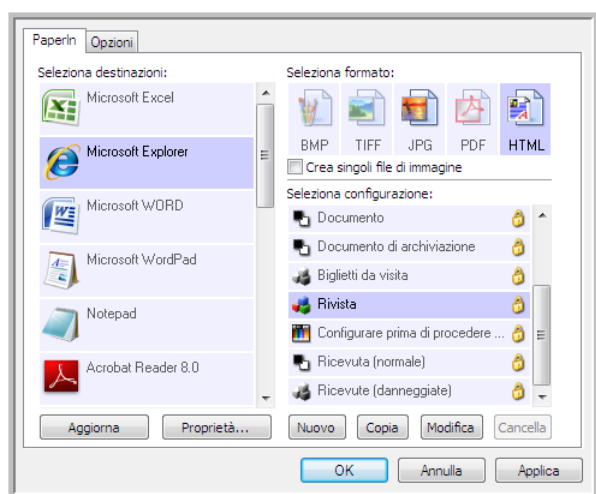 PaperIn Opzioni
Seleziona destinazioni:
Microsoft Excel
Microsoft Explorer
Microsoft WORD
Microsoft WordPad
Notepad
Acrobat Reader 8.0
Aggiorna Proprietà...
Seleziona formato:
BMP TIFF JPG PDF HTML
Crea singoli file di immagine
Seleziona configurazione:
Documento
Documento di archiviazione
Biglietti da visita
Rivista
Configurare prima di procedere ...
Ricevuta (normale)
Ricevute (danneggiate)
Nuovo Copia Modifica Cancella
OK Annulla Applica